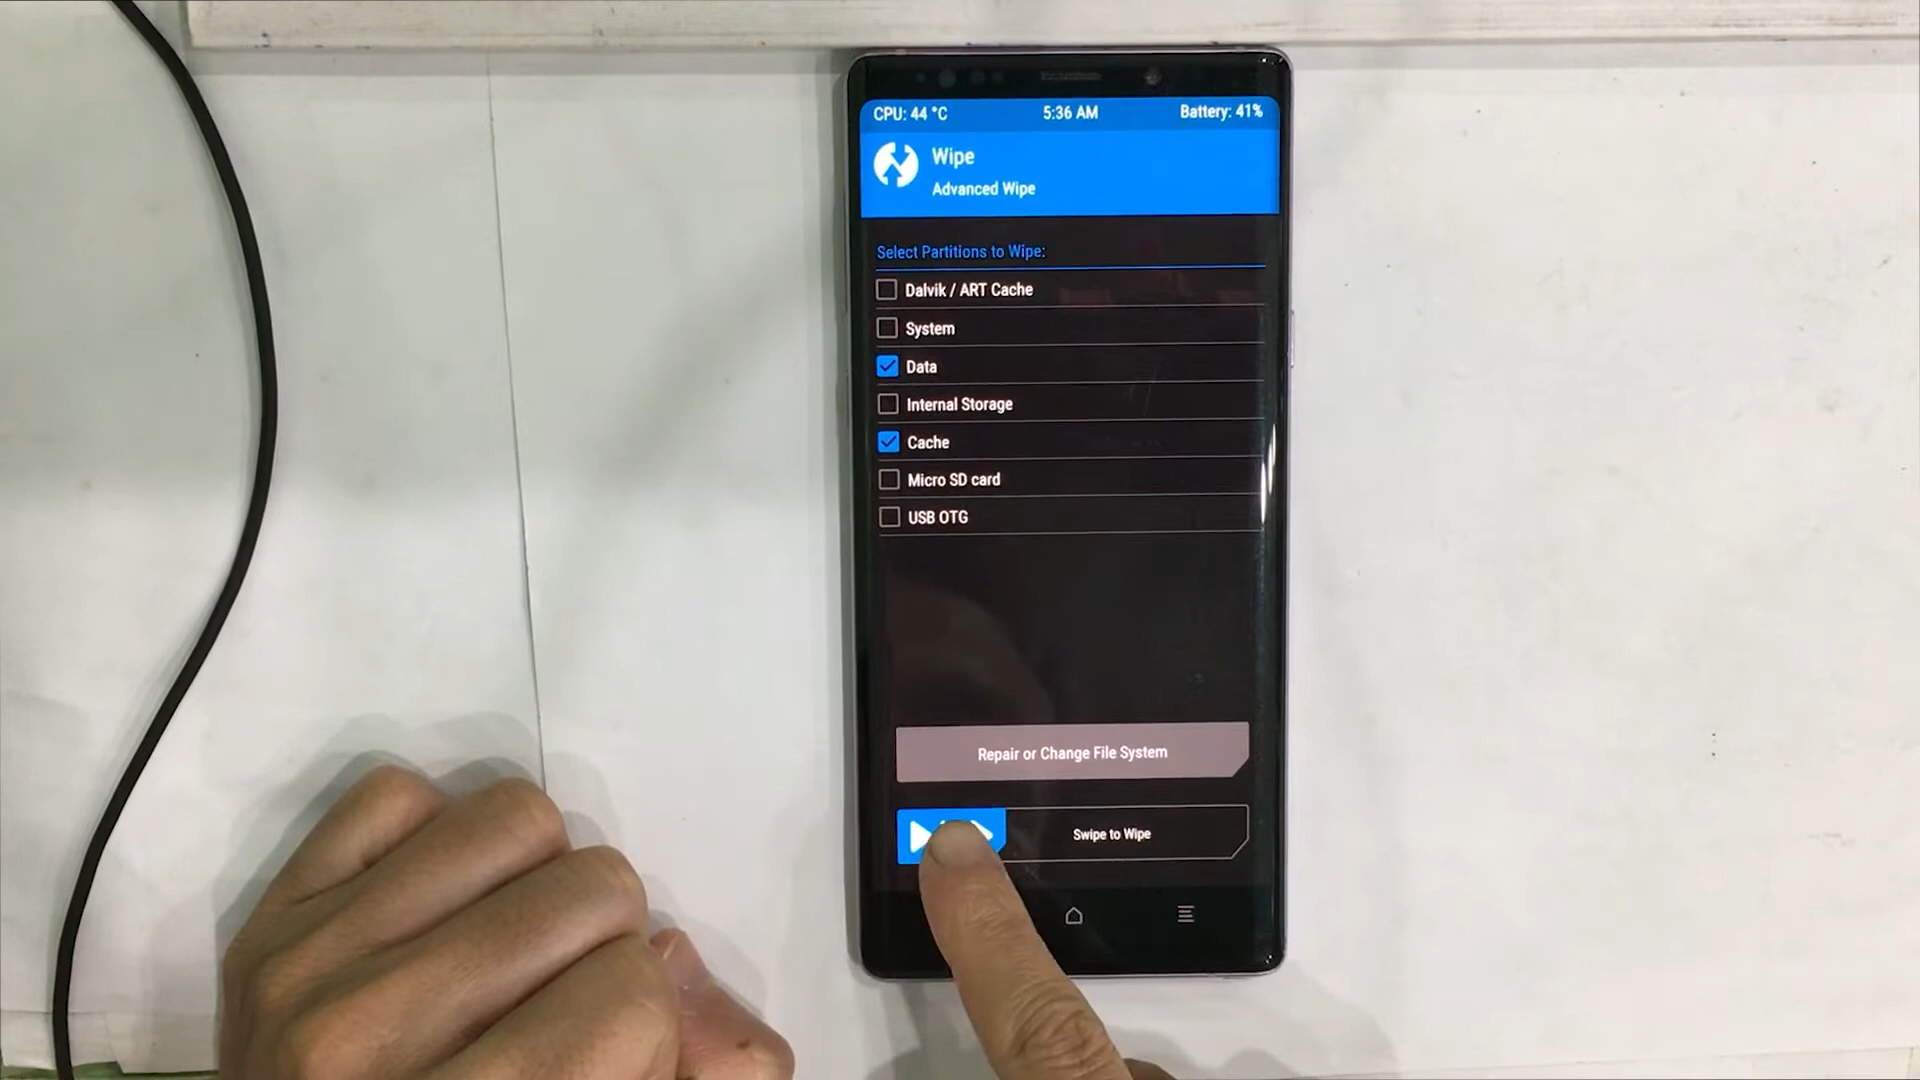 CPU: 44 °C 5:36 AM Battery: 41%
Wipe
Advanced Wipe
Select Partitions to Wipe:
Dalvik / ART Cache
System
Data
Internal Storage
Cache
Micro SD card
USB OTG
Repair or Change File System
Swipe to Wipe